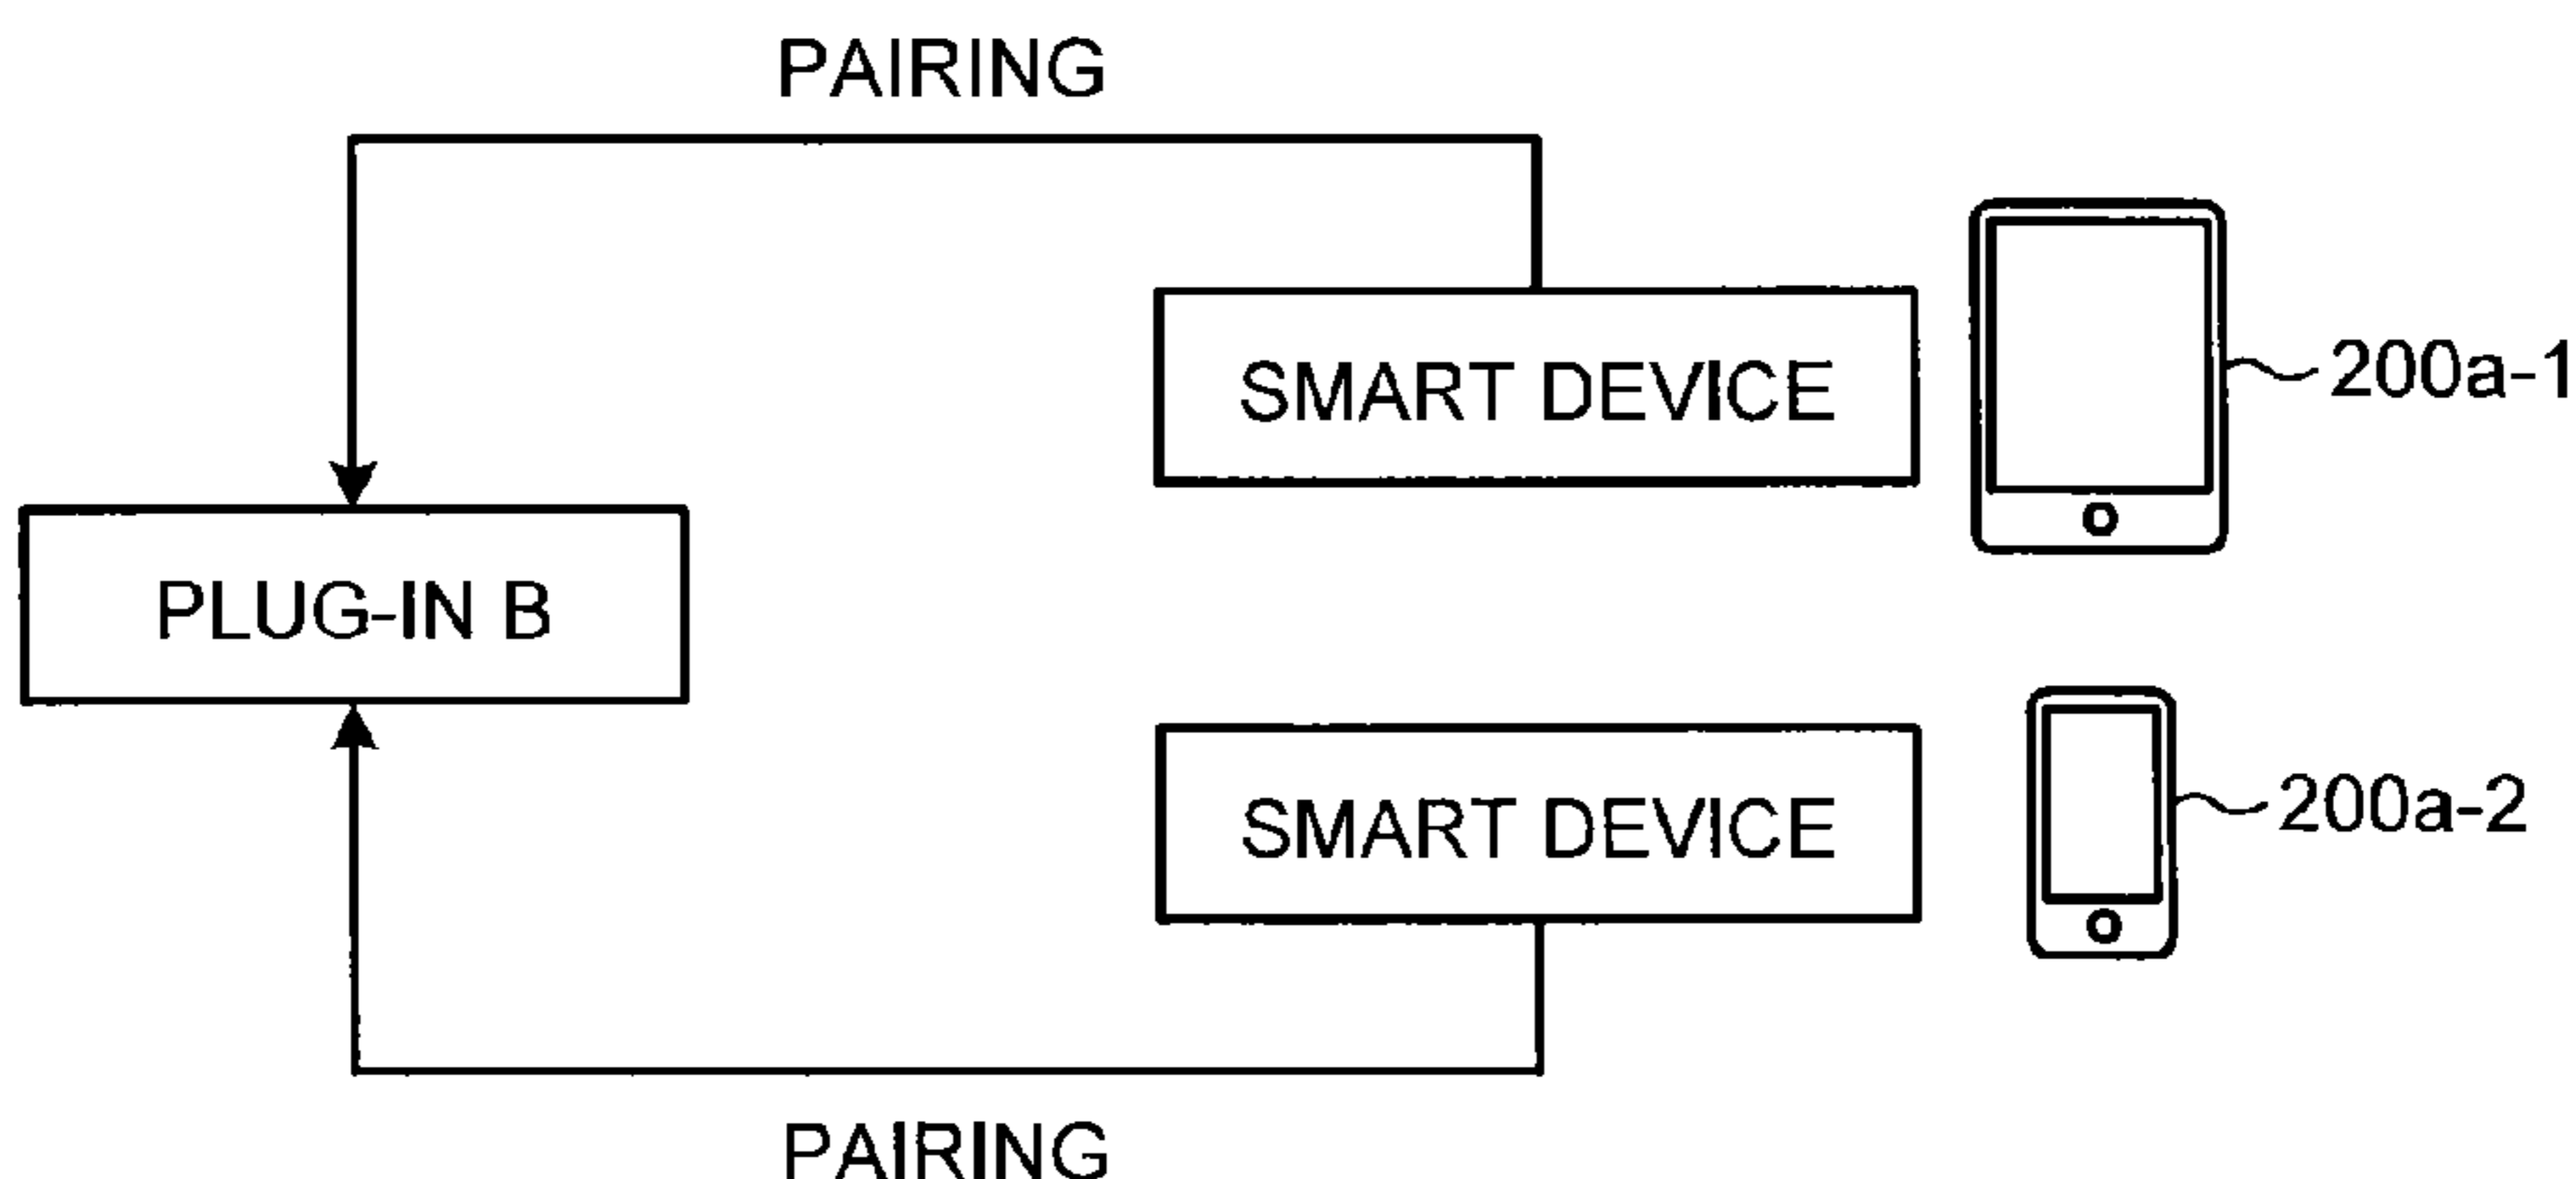 PAIRING
SMART DEVICE
200a-1
PLUG-IN B
SMART DEVICE
200a-2
PAIRING